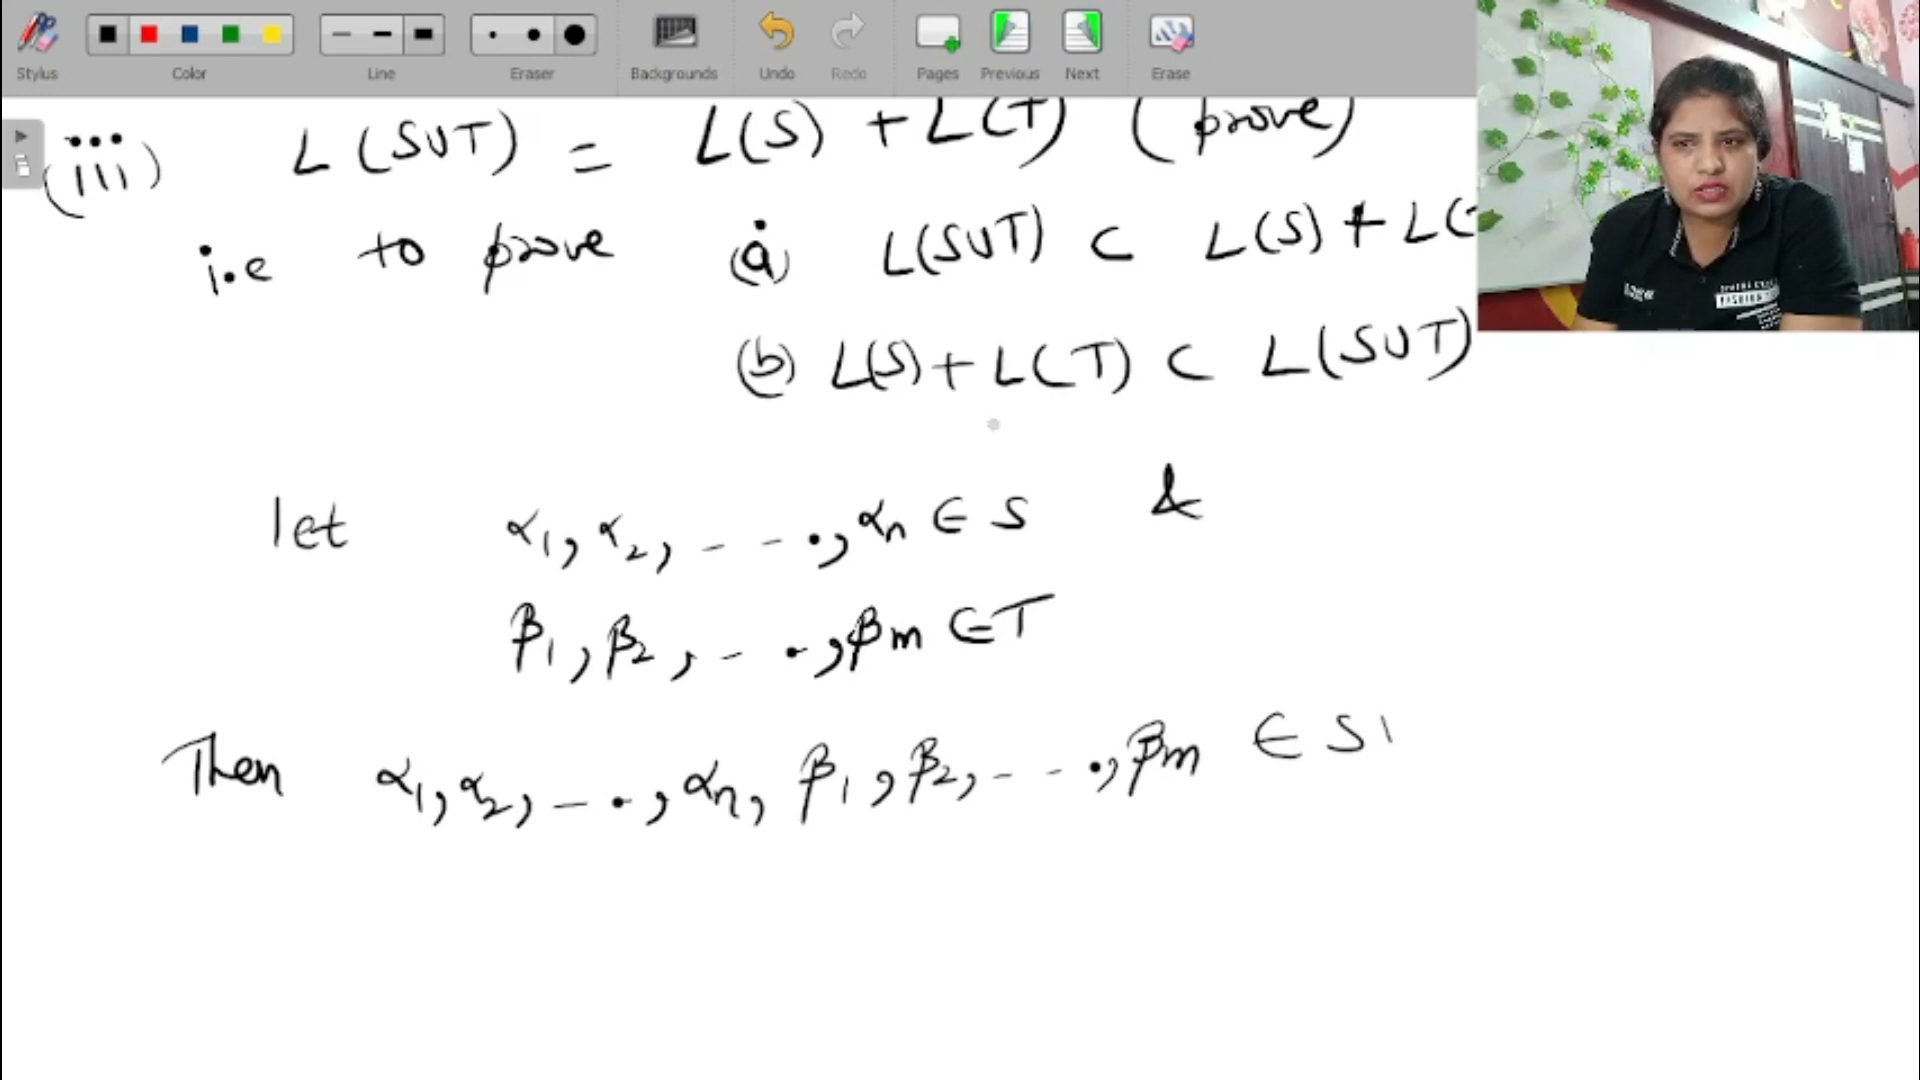 Stylus Color Line Eraser Backgrounds Undo Redo Pages Previous Next Erase
(iii) L(S∪T) = L(S) + L(T) (prove)
i.e to prove (a) L(S∪T) ⊂ L(S) + L(
(b) L(S) + L(T) ⊂ L(S∪T)
let α1, α2, - - ., αn ∈ S &
β1, β2, - ., βm ∈ T
Then α1, α2, - ., αn, β1, β2, - - ., βm ∈ S